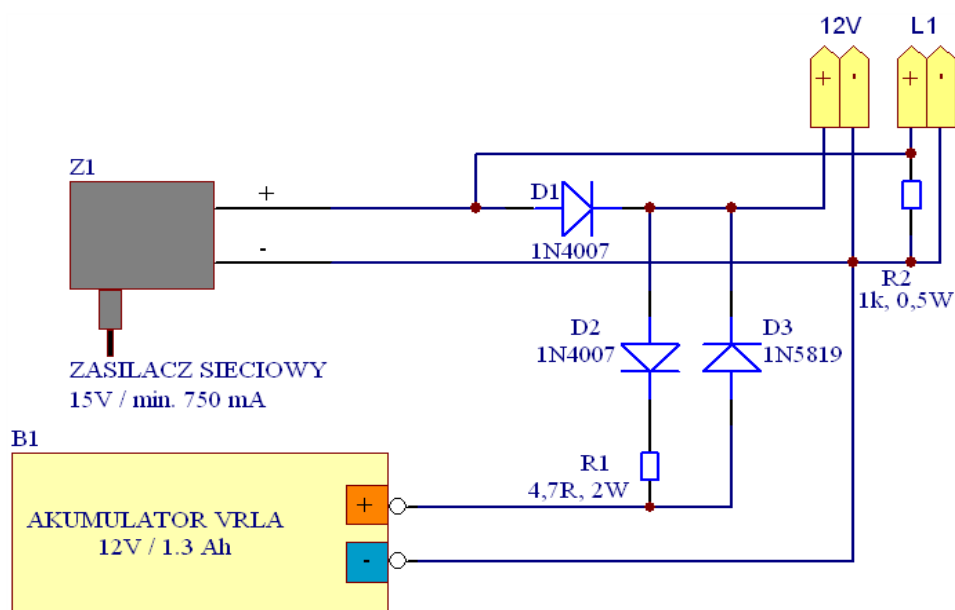 12V
L1
+
-
+
-
Z1
+
-
D1
1N4007
R2
1k, 0,5W
D2
1N4007
D3
1N5819
ZASILACZ SIECIOWY
15V / min. 750 mA
B1
R1
4,7R, 2W
AKUMULATOR VRLA
12V / 1.3 Ah
+
-